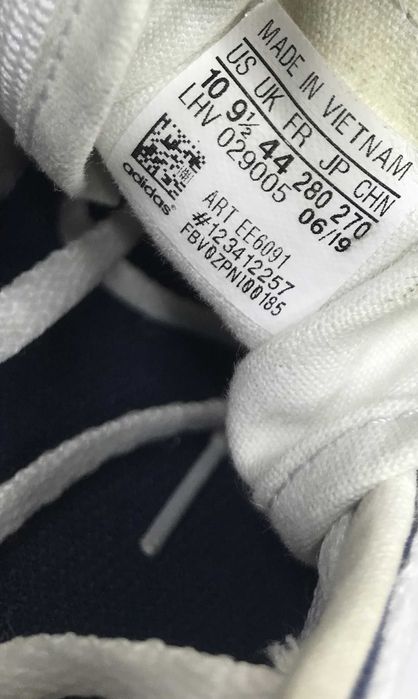 MADE IN VIETNAM
US UK FR JP CHN
10 9½ 44 280 270
LHV 029005 06/19
adidas
ART EE6091
#123412257
FBV0ZPNI00185